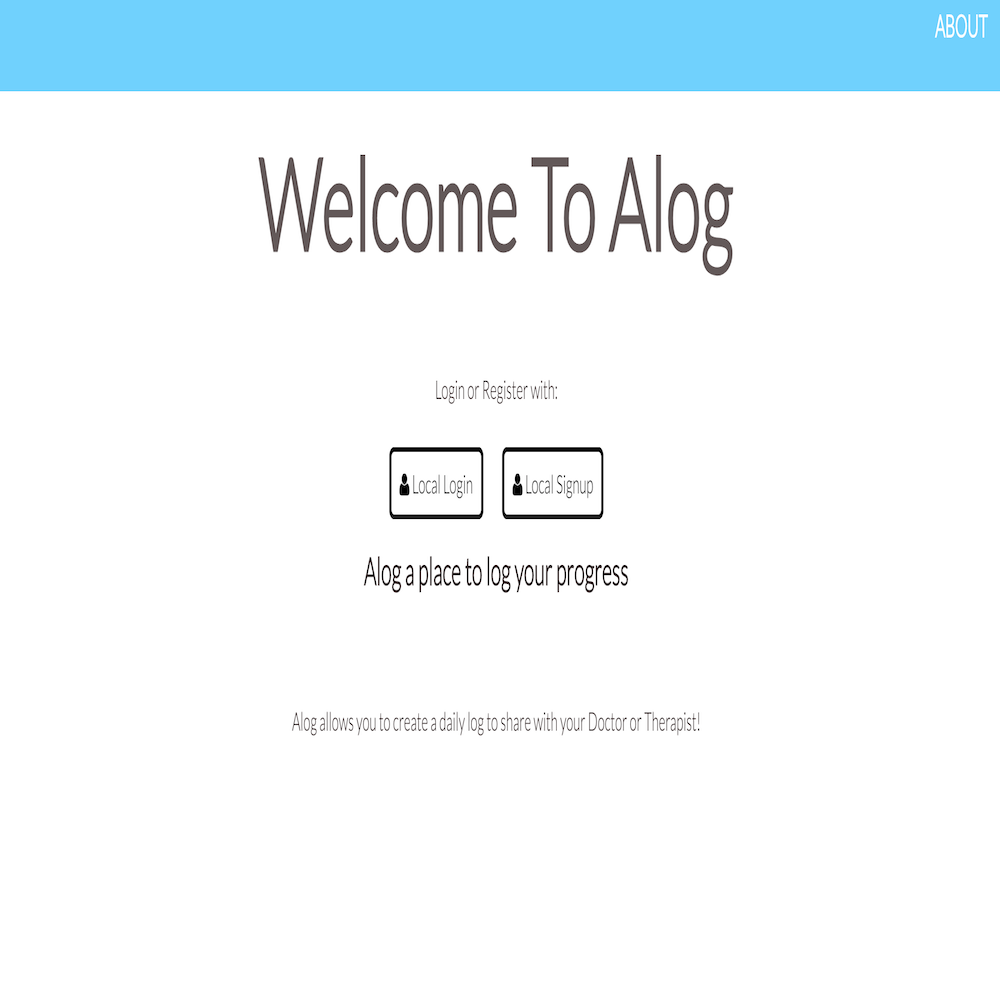 ABOUT
Welcome To Alog
Login or Register with:
Local Login
Local Signup
Alog a place to log your progress
Alog allows you to create a daily log to share with your Doctor or Therapist!